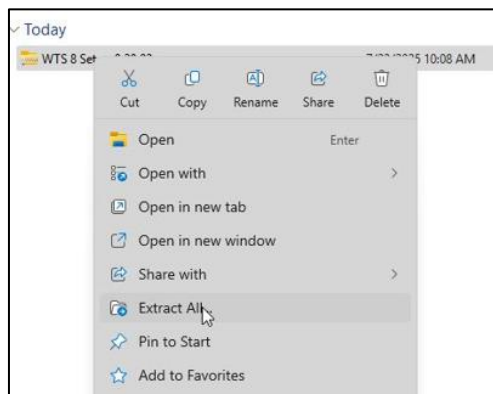 Today
WTS 8 Set 10:08 AM
Cut Copy Rename Share Delete
Open Enter
Open with
Open in new tab
Open in new window
Share with
Extract All...
Pin to Start
Add to Favorites